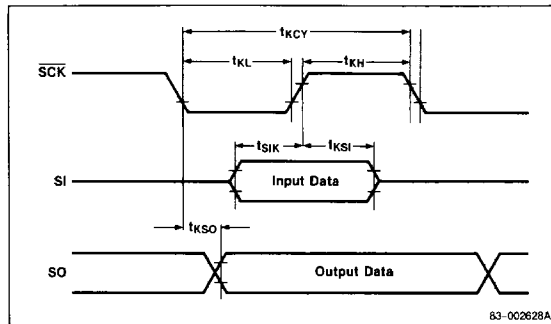 tKCY
SCK
tKL
tKH
tSIK
tKSI
SI
Input Data
tKSO
SO
Output Data
83-002628A